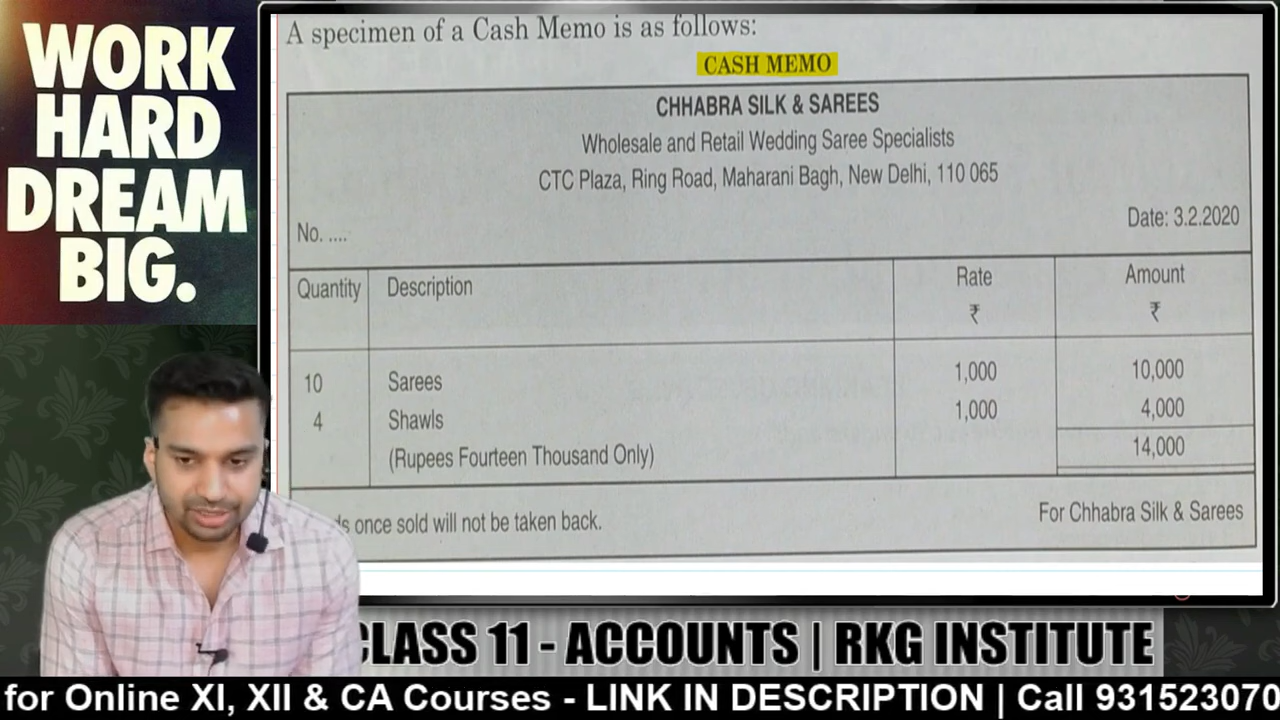 WORK
HARD
DREAM
BIG.
A specimen of a Cash Memo is as follows:
CASH MEMO
CHHABRA SILK & SAREES
Wholesale and Retail Wedding Saree Specialists
CTC Plaza, Ring Road, Maharani Bagh, New Delhi, 110 065
No. ....
Date: 3.2.2020
Quantity Description Rate Amount
₹ ₹
10 Sarees 1,000 10,000
4 Shawls 1,000 4,000
(Rupees Fourteen Thousand Only) 14,000
once sold will not be taken back.
For Chhabra Silk & Sarees
CLASS 11 - ACCOUNTS | RKG INSTITUTE
for Online XI, XII & CA Courses - LINK IN DESCRIPTION | Call 931523070